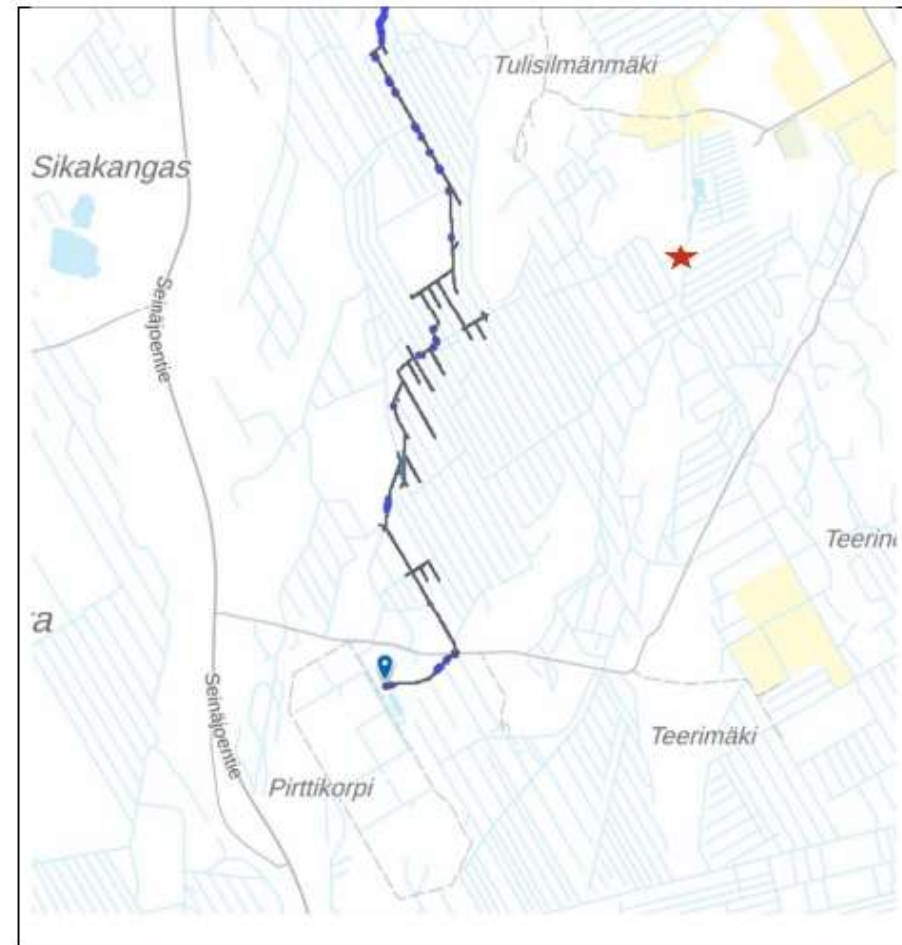 Tulisilmänmäki
Sikakangas
Seinäjoentie
Teerin
a
Seinäjoentie
Teerimäki
Pirttikorpi